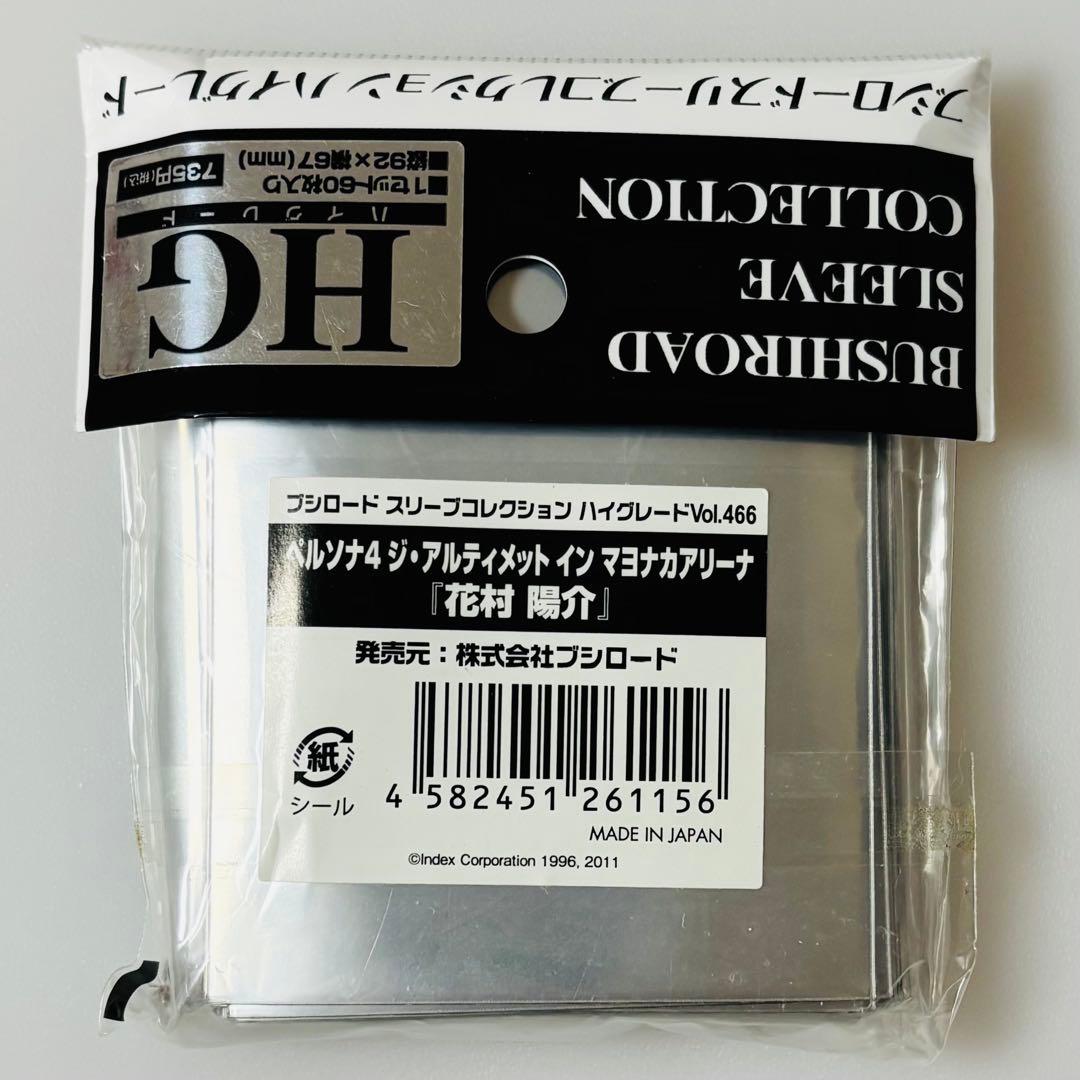 ブシロードスリーブコレクション ハイグレード
BUSHIROAD
SLEEVE
COLLECTION
HG
ハイグレード
■1セット60枚入り
■縦92×横67(mm)
735円(税込)
ブシロード スリーブコレクション ハイグレードVol.466
ペルソナ4 ジ・アルティメット イン マヨナカアリーナ
『花村 陽介』
発売元：株式会社ブシロード
紙
シール
4 582451 261156
MADE IN JAPAN
©Index Corporation 1996, 2011